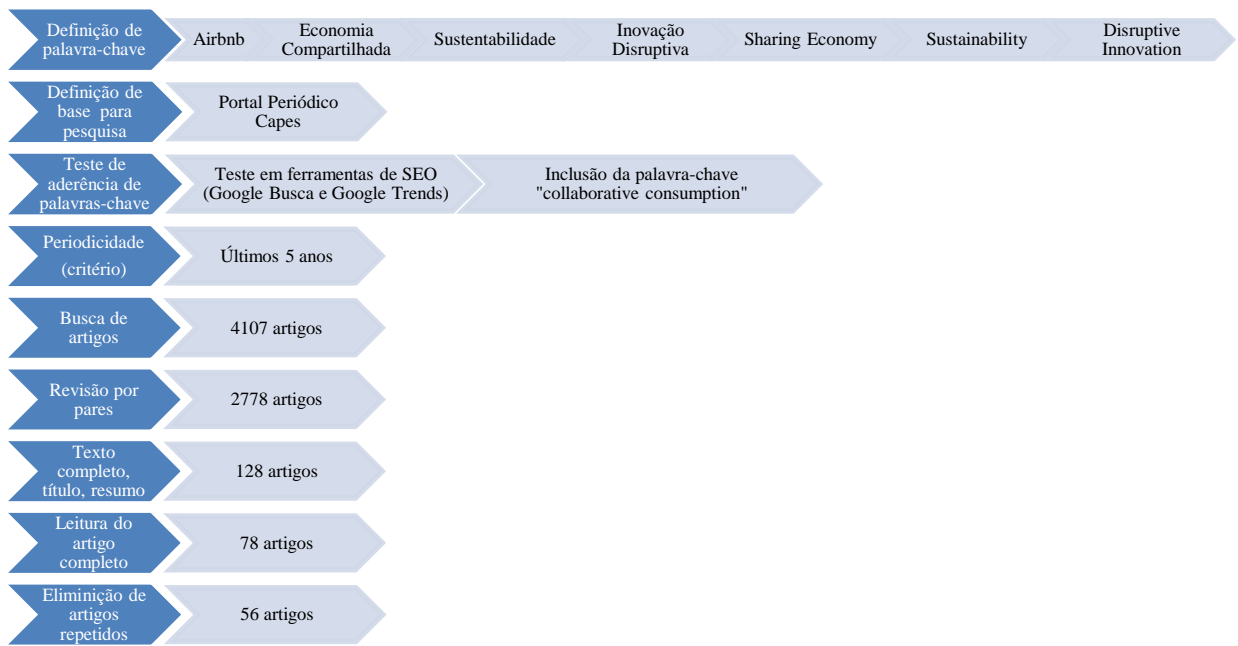 Definição de
palavra-chave
Airbnb
Economia
Compartilhada
Sustentabilidade
Inovação
Disruptiva
Sharing Economy
Sustainability
Disruptive
Innovation
Definição de
base para
pesquisa
Portal Periódico
Capes
Teste de
aderência de
palavras-chave
Teste em ferramentas de SEO
(Google Busca e Google Trends)
Inclusão da palavra-chave
"collaborative consumption"
Periodicidade
(critério)
Últimos 5 anos
Busca de
artigos
4107 artigos
Revisão por
pares
2778 artigos
Texto
completo,
título, resumo
128 artigos
Leitura do
artigo
completo
78 artigos
Eliminição de
artigos
repetidos
56 artigos